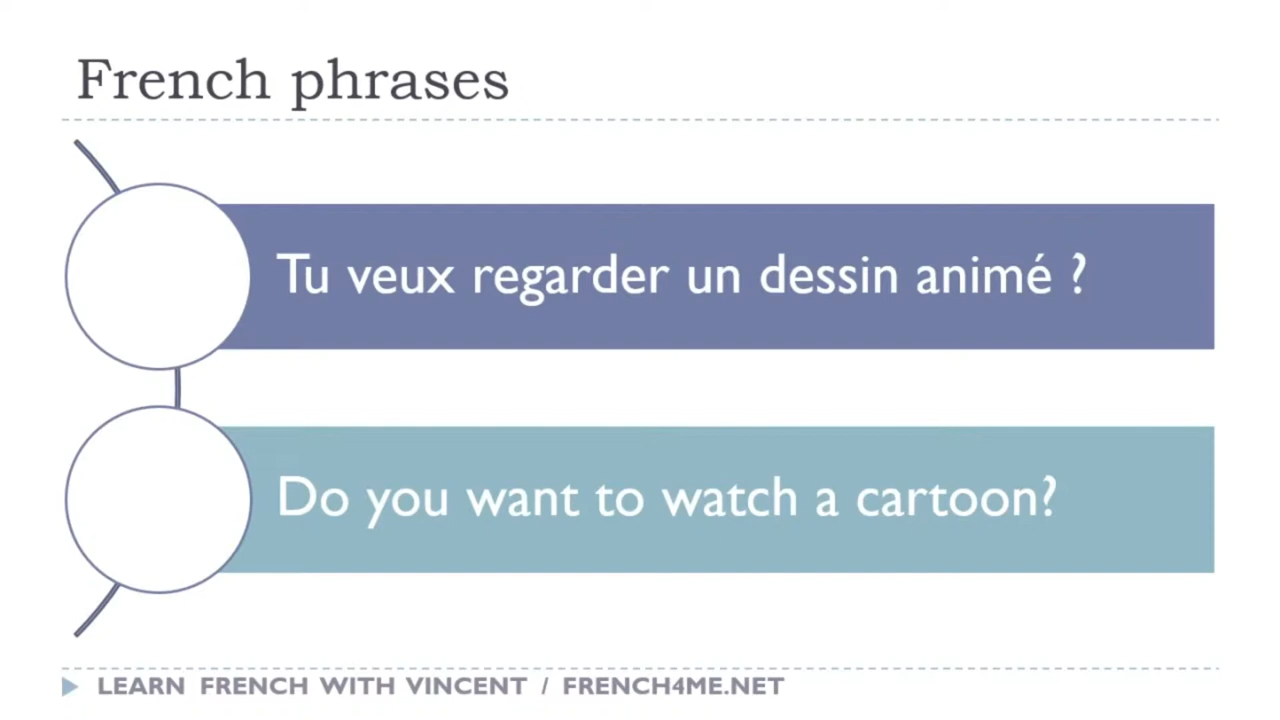 French phrases
Tu veux regarder un dessin animé ?
Do you want to watch a cartoon?
LEARN FRENCH WITH VINCENT / FRENCH4ME.NET